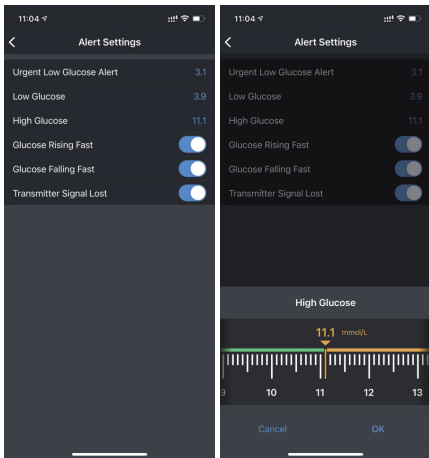 11:04
Alert Settings
Urgent Low Glucose Alert 3.1
Low Glucose 3.9
High Glucose 11.1
Glucose Rising Fast
Glucose Falling Fast
Transmitter Signal Lost
11:04
Alert Settings
Urgent Low Glucose Alert 3.1
Low Glucose 3.9
High Glucose 11.1
Glucose Rising Fast
Glucose Falling Fast
Transmitter Signal Lost
High Glucose
11.1 mmol/L
9 10 11 12 13
Cancel OK